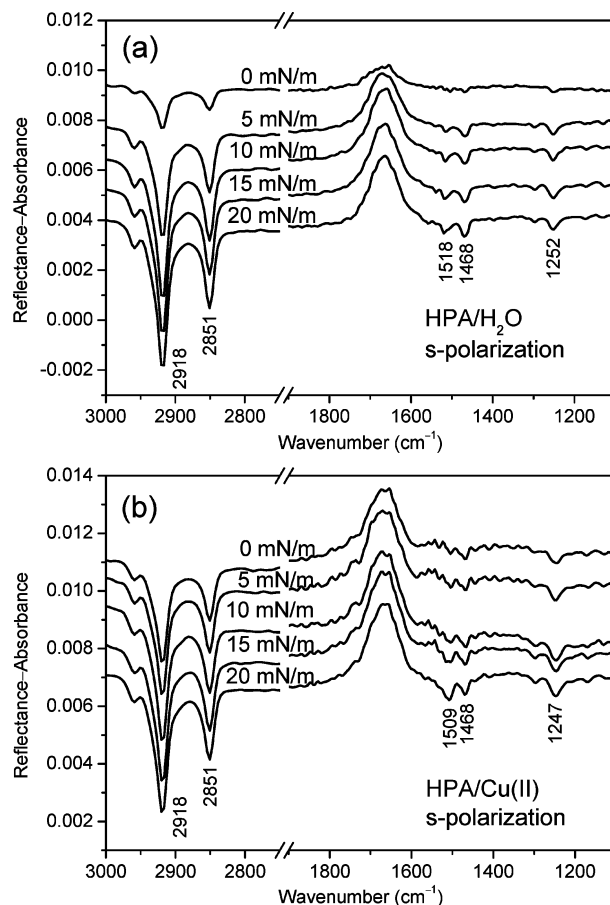 (a)
0.012
0.010
0.008
0.006
0.004
0.002
0.000
-0.002
Reflectance–Absorbance
0 mN/m
5 mN/m
10 mN/m
15 mN/m
20 mN/m
2918
2851
1518
1468
1252
HPA/H₂O
s-polarization
3000 2900 2800 1800 1600 1400 1200
Wavenumber (cm⁻¹)
(b)
0.014
0.012
0.010
0.008
0.006
0.004
0.002
Reflectance–Absorbance
0 mN/m
5 mN/m
10 mN/m
15 mN/m
20 mN/m
2918
2851
1509
1468
1247
HPA/Cu(II)
s-polarization
3000 2900 2800 1800 1600 1400 1200
Wavenumber (cm⁻¹)